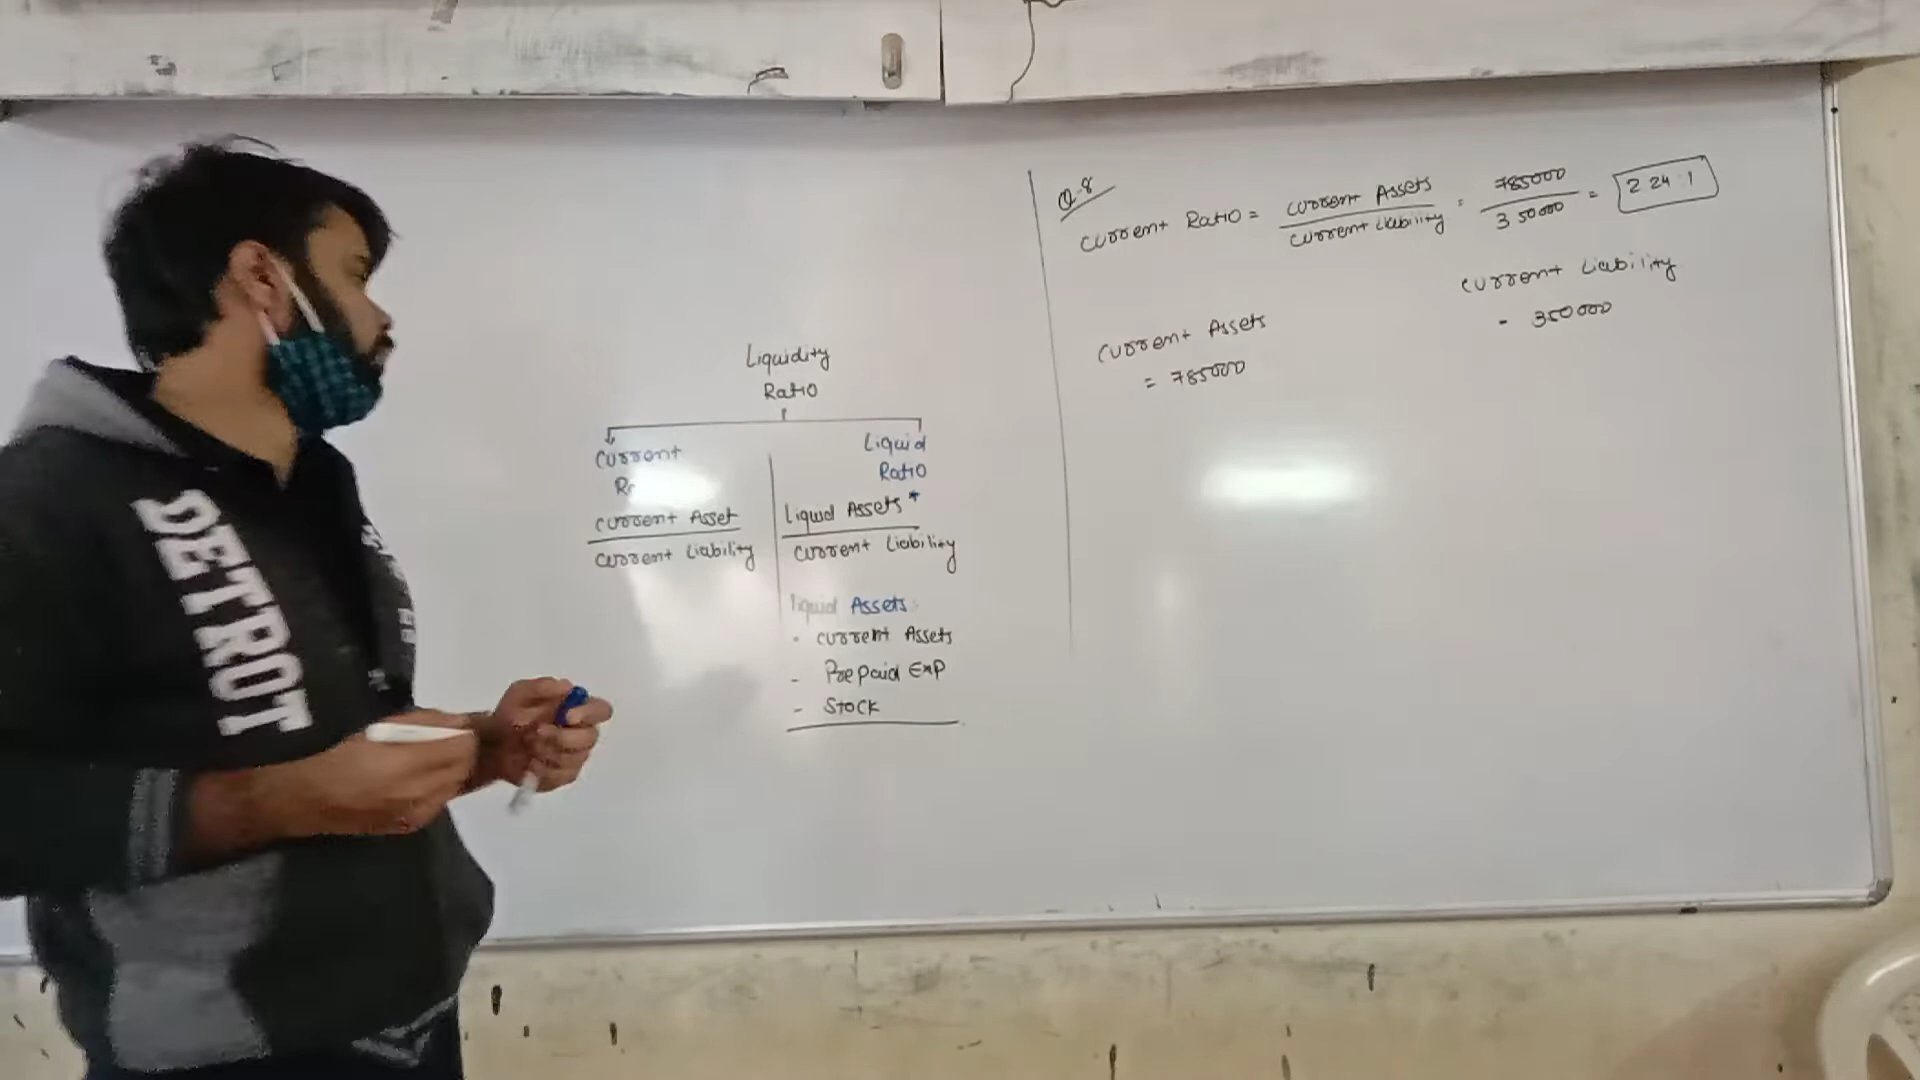 DETROT
Liquidity
Ratio
Current
Liquid
Ratio
Current Asset
Current Liability
Liquid Assets *
Current Liability
liquid Assets:
- Current Assets
- Prepaid Exp
- Stock
Q-8
Current Ratio = Current Assets / Current Liability = 785000 / 350000 = 2.24:1
Current Liability
- 350000
Current Assets
= 785000